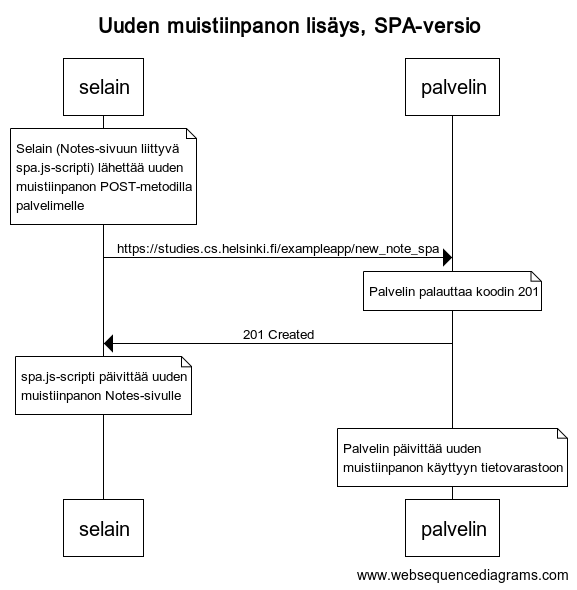 Uuden muistiinpanon lisäys, SPA-versio
selain
palvelin
Selain (Notes-sivuun liittyvä
spa.js-scripti) lähettää uuden
muistiinpanon POST-metodilla
palvelimelle
https://studies.cs.helsinki.fi/exampleapp/new_note_spa
Palvelin palauttaa koodin 201
201 Created
spa.js-scripti päivittää uuden
muistiinpanon Notes-sivulle
Palvelin päivittää uuden
muistiinpanon käyttyyn tietovarastoon
selain
palvelin
www.websequencediagrams.com